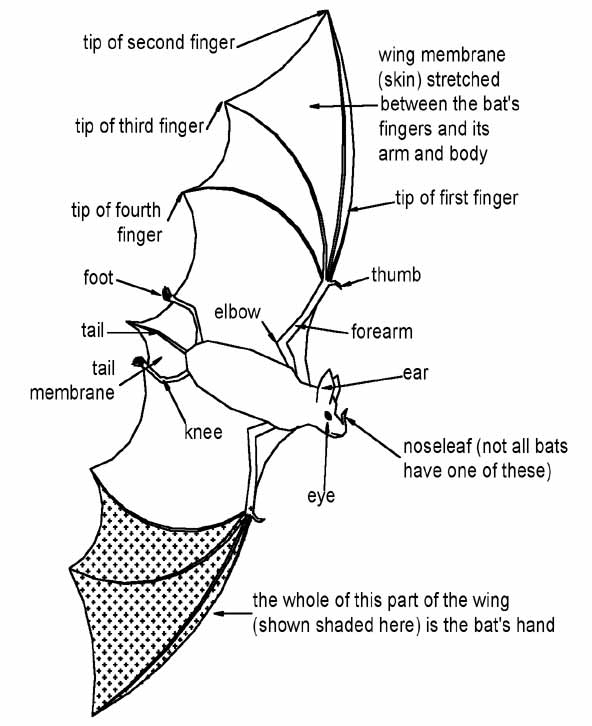 tip of second finger
wing membrane
(skin) stretched
between the bat's
fingers and its
arm and body
tip of third finger
tip of first finger
tip of fourth
finger
foot
thumb
elbow
forearm
tail
ear
tail
membrane
knee
noseleaf (not all bats
have one of these)
eye
the whole of this part of the wing
(shown shaded here) is the bat's hand